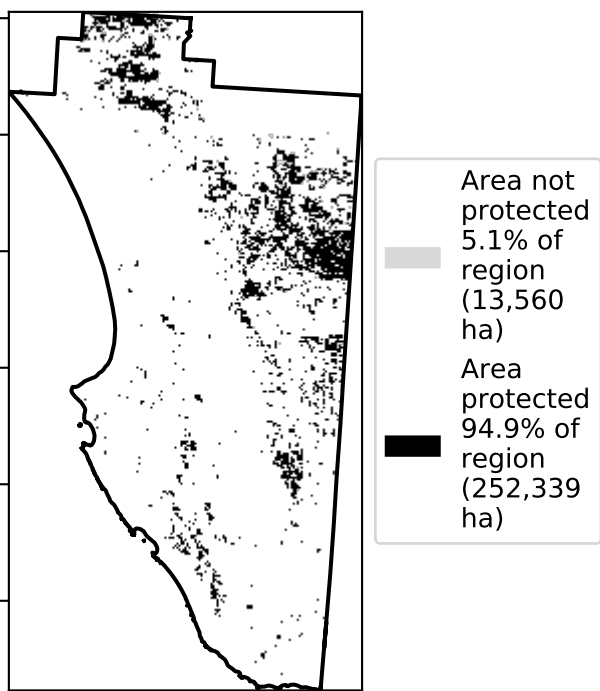 Area not
protected
5.1% of
region
(13,560
ha)
Area
protected
94.9% of
region
(252,339
ha)